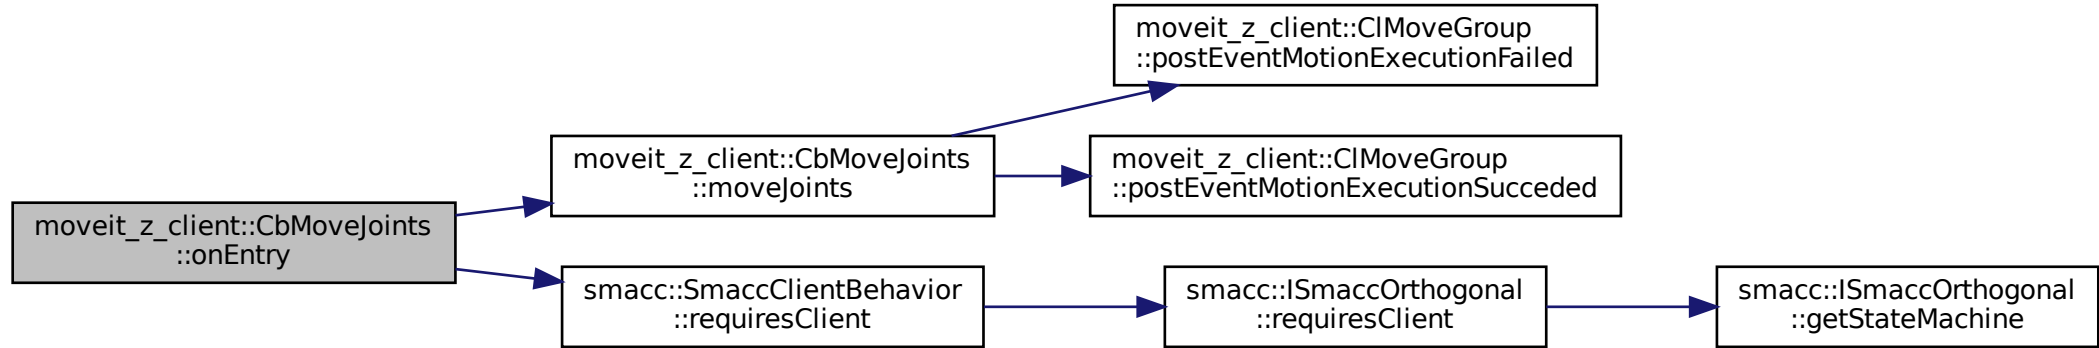 moveit_z_client::ClMoveGroup
::postEventMotionExecutionFailed
moveit_z_client::CbMoveJoints
::moveJoints
moveit_z_client::ClMoveGroup
::postEventMotionExecutionSucceded
moveit_z_client::CbMoveJoints
::onEntry
smacc::SmaccClientBehavior
::requiresClient
smacc::ISmaccOrthogonal
::requiresClient
smacc::ISmaccOrthogonal
::getStateMachine